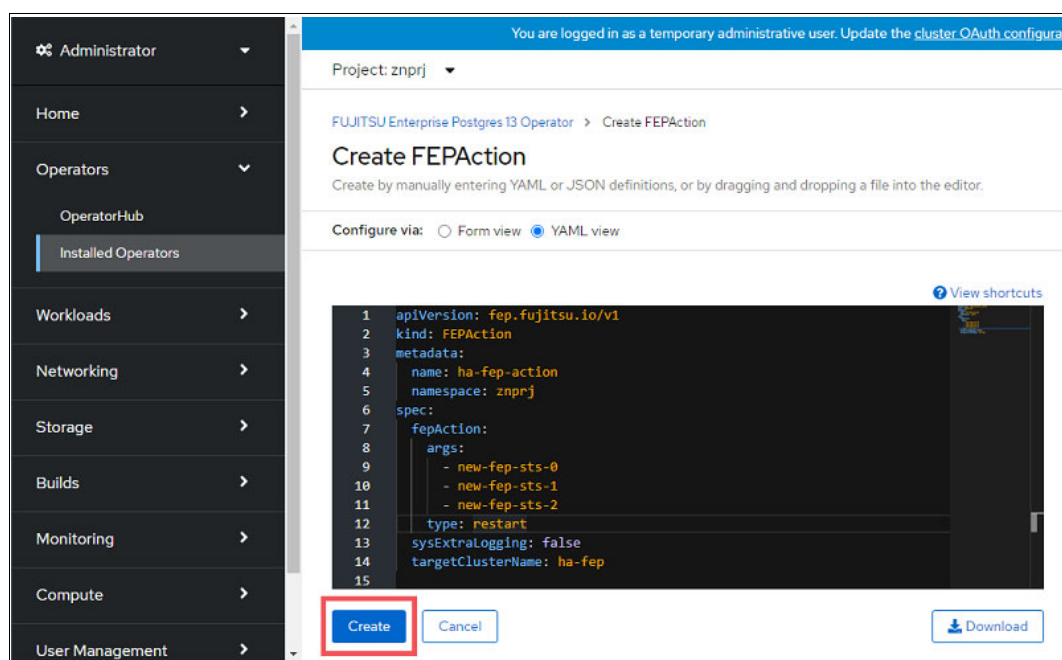 Administrator
Home
Operators
OperatorHub
Installed Operators
Workloads
Networking
Storage
Builds
Monitoring
Compute
User Management
You are logged in as a temporary administrative user. Update the cluster OAuth configura
Project: znprj
FUJITSU Enterprise Postgres 13 Operator > Create FEPAction
Create FEPAction
Create by manually entering YAML or JSON definitions, or by dragging and dropping a file into the editor.
Configure via: Form view YAML view
View shortcuts
1 apiVersion: fep.fujitsu.io/v1
2 kind: FEPAction
3 metadata:
4 name: ha-fep-action
5 namespace: znprj
6 spec:
7 fepAction:
8 args:
9 - new-fep-sts-0
10 - new-fep-sts-1
11 - new-fep-sts-2
12 type: restart
13 sysExtraLogging: false
14 targetClusterName: ha-fep
15
Create Cancel Download